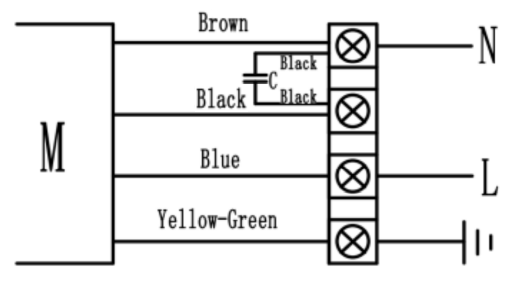 Brown
N
Black
C
Black
Black
M
Blue
L
Yellow-Green